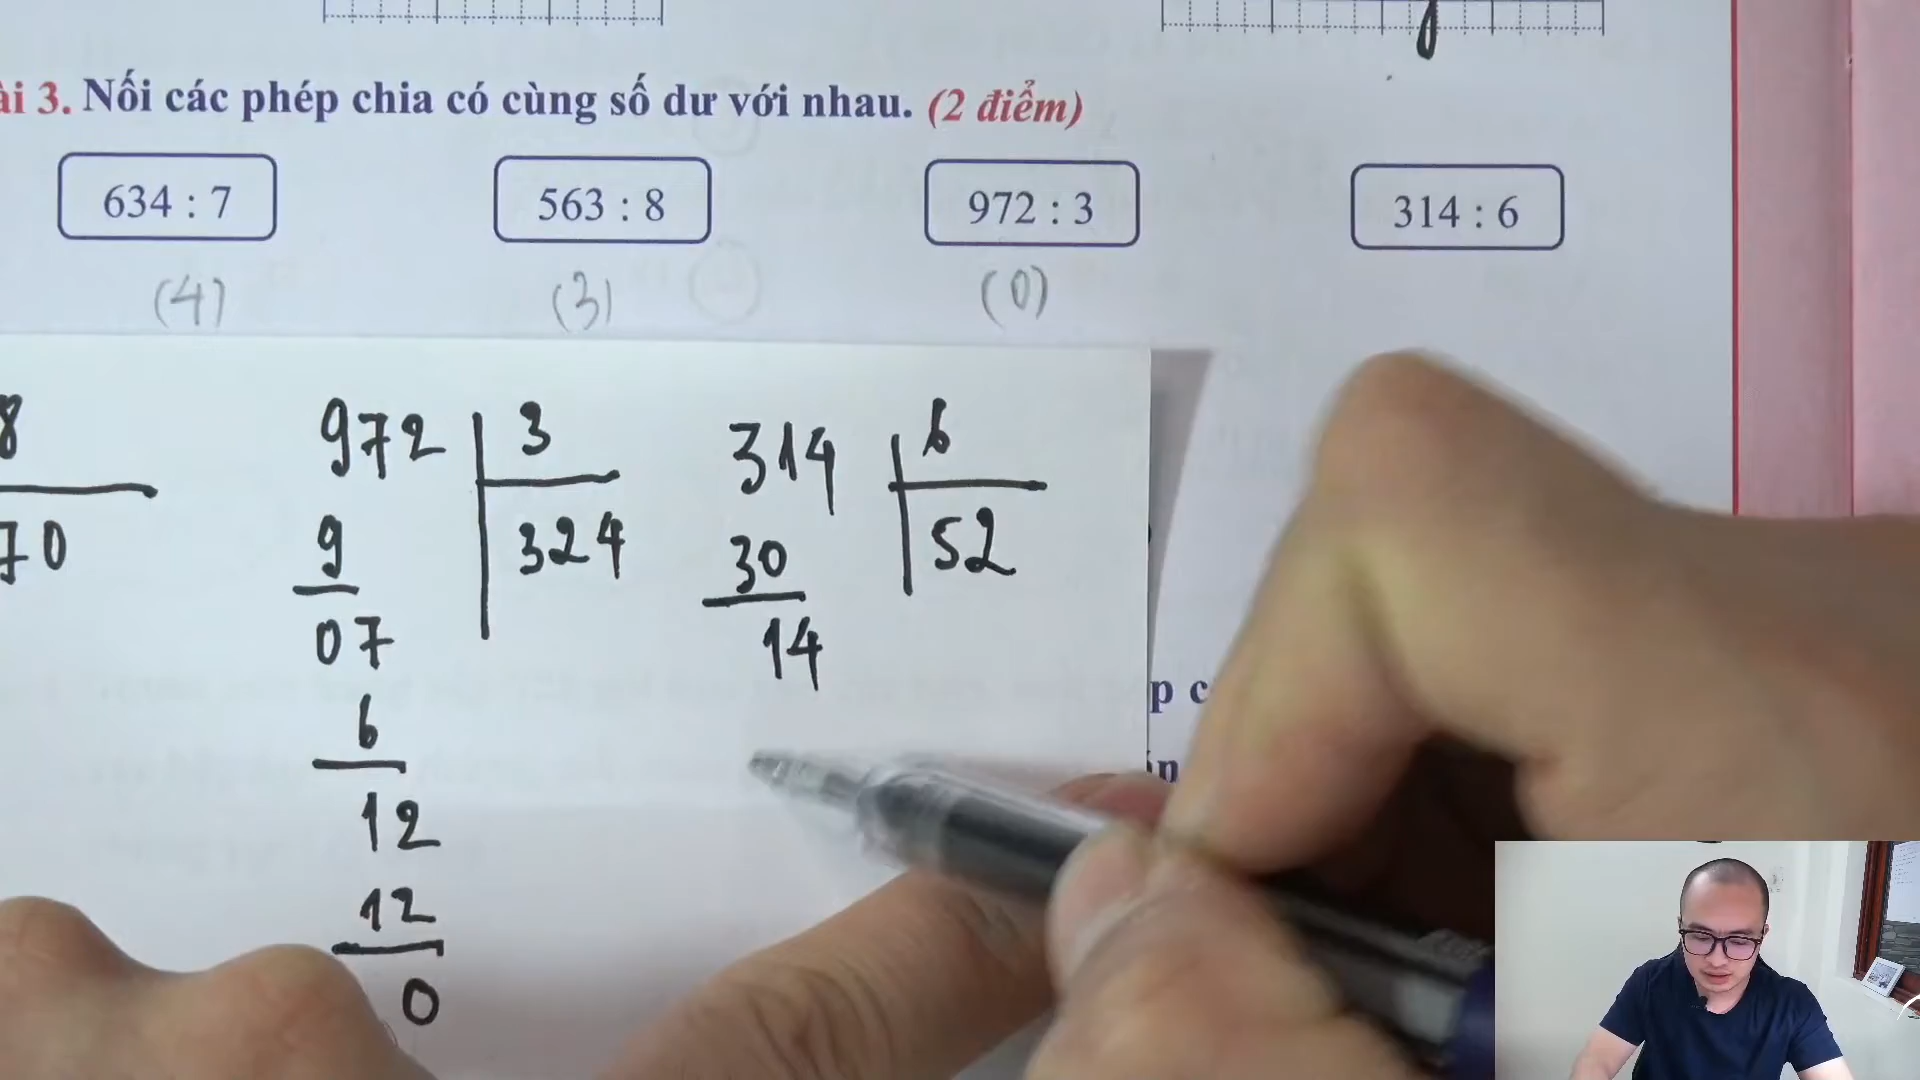 ài 3. Nối các phép chia có cùng số dư với nhau. (2 điểm)
634 : 7
563 : 8
972 : 3
314 : 6
(4)
(3)
(0)
8
70
972 3
9 324
07
6
12
12
0
314 6
30 52
14
p c